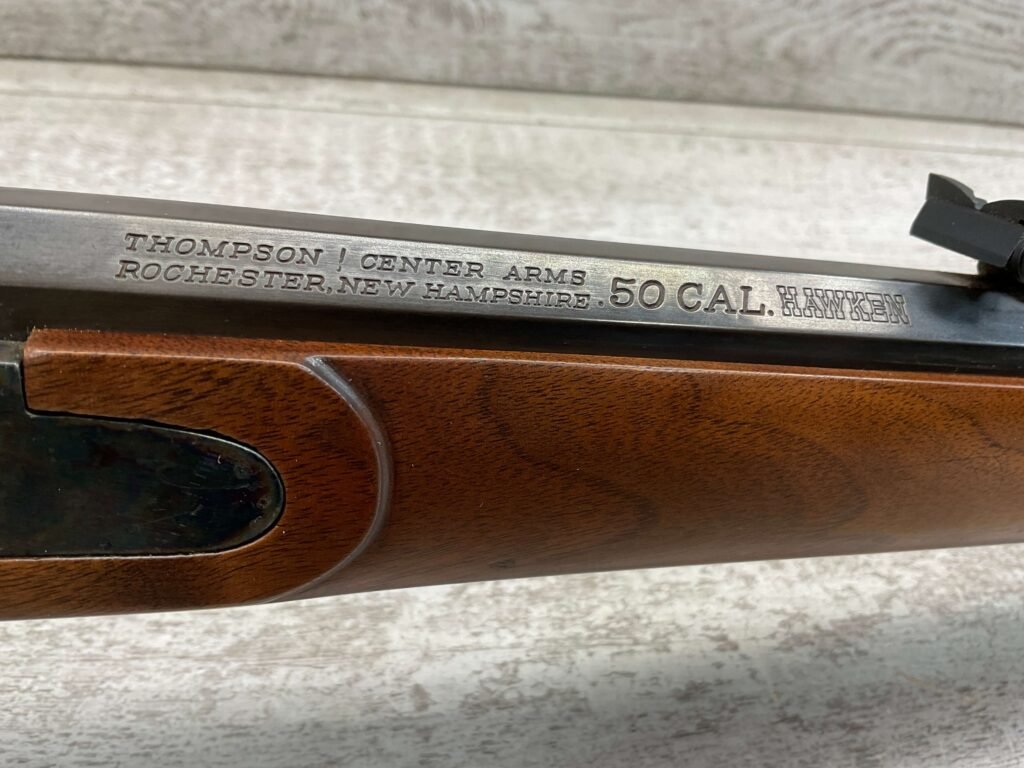 THOMPSON / CENTER ARMS
ROCHESTER, NEW HAMPSHIRE. .50 CAL. HAWKEN